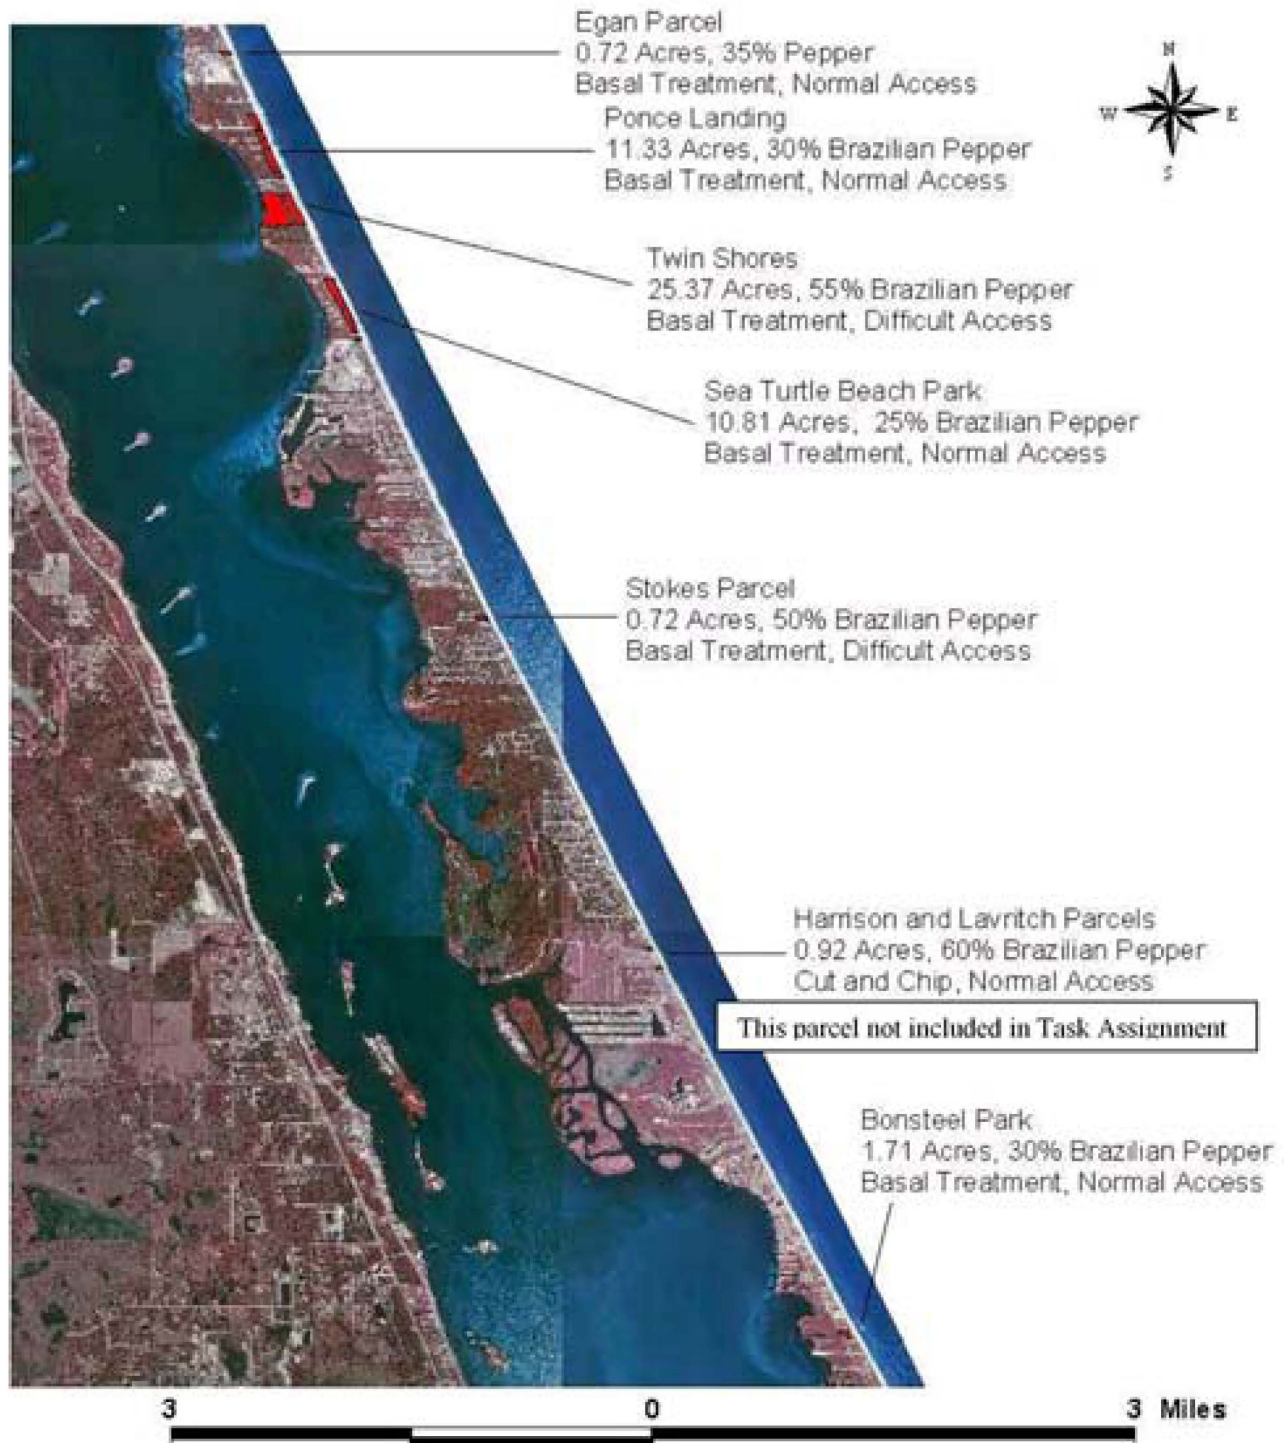 Egan Parcel
0.72 Acres, 35% Pepper
Basal Treatment, Normal Access
Ponce Landing
11.33 Acres, 30% Brazilian Pepper
Basal Treatment, Normal Access
N
W E
S
Twin Shores
25.37 Acres, 55% Brazilian Pepper
Basal Treatment, Difficult Access
Sea Turtle Beach Park
10.81 Acres, 25% Brazilian Pepper
Basal Treatment, Normal Access
Stokes Parcel
0.72 Acres, 50% Brazilian Pepper
Basal Treatment, Difficult Access
Harrison and Lavritch Parcels
0.92 Acres, 60% Brazilian Pepper
Cut and Chip, Normal Access
This parcel not included in Task Assignment
Bonsteel Park
1.71 Acres, 30% Brazilian Pepper
Basal Treatment, Normal Access
3 0 3 Miles